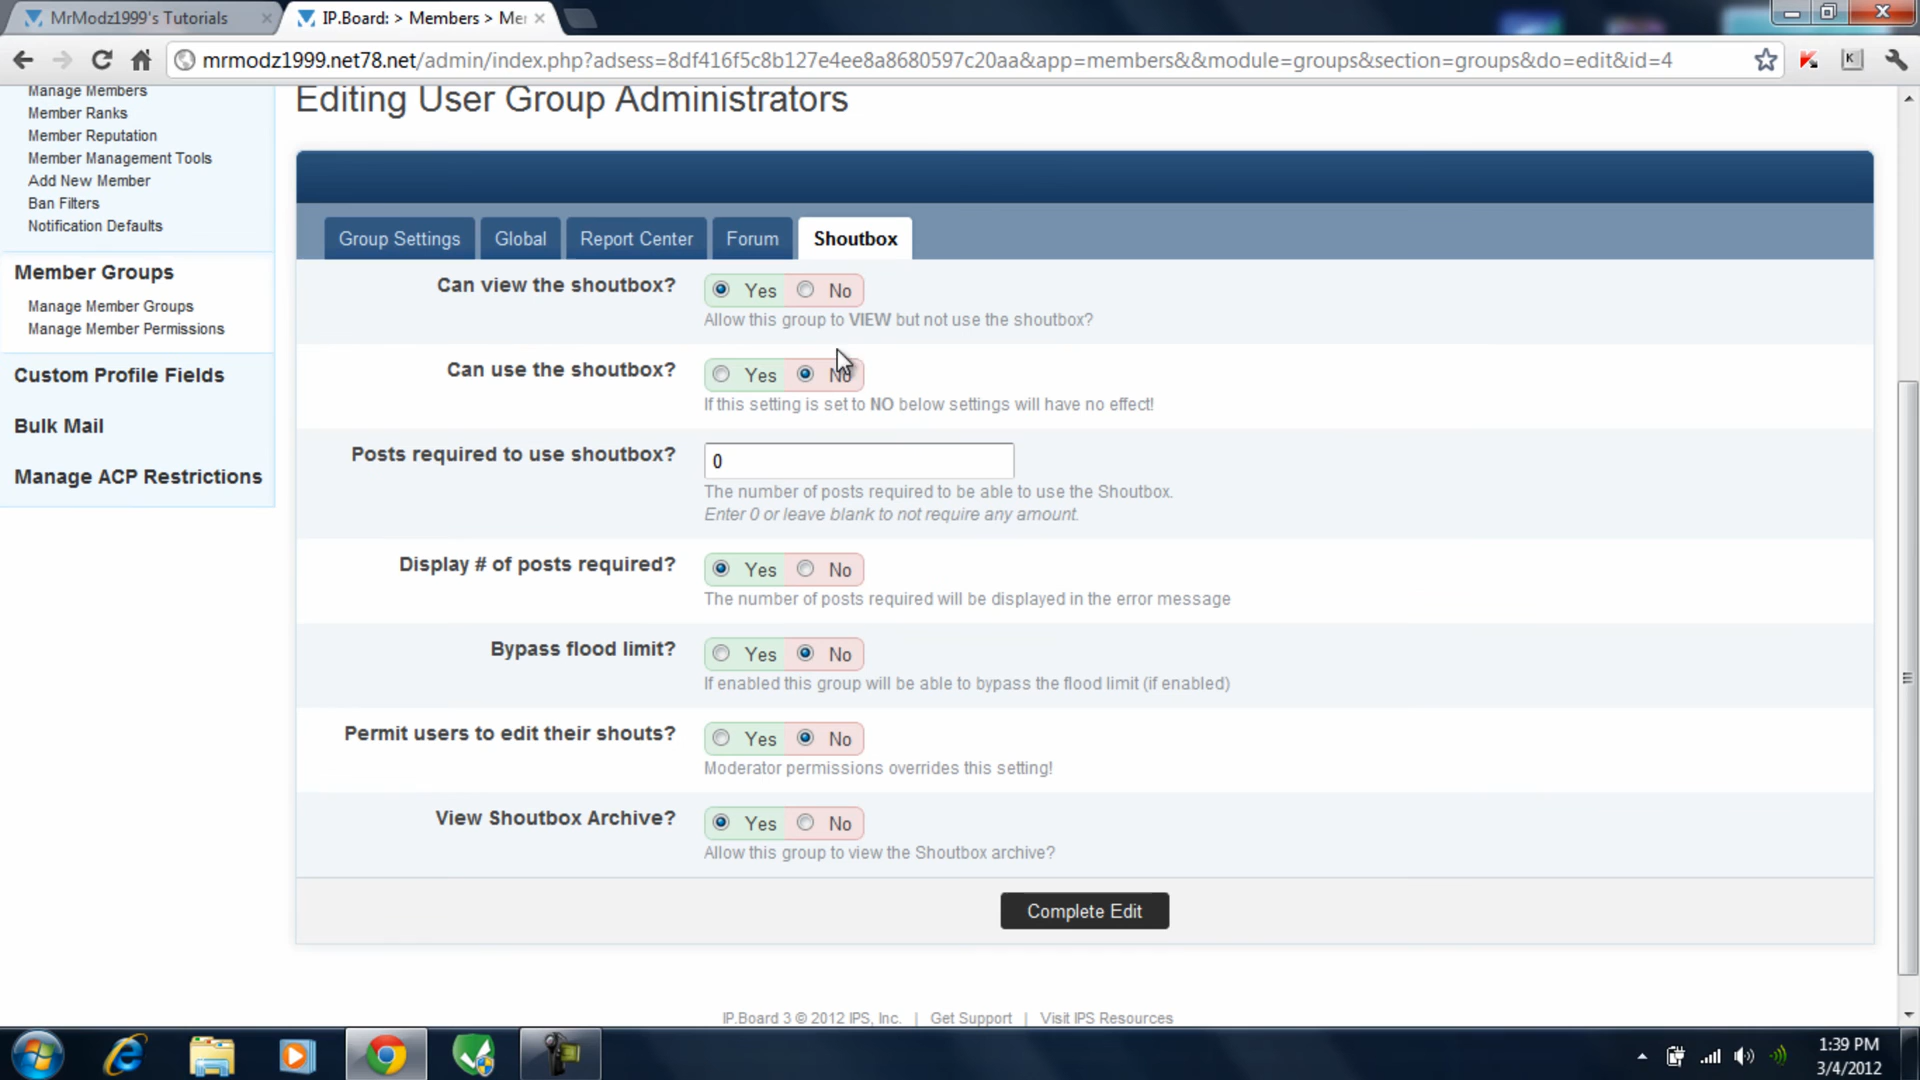 MrModz1999's Tutorials
IP.Board: > Members > Me
mrmodz1999.net78.net/admin/index.php?adsess=8df416f5c8b127e4ee8a8680597c20aa&app=members&&module=groups&section=groups&do=edit&id=4
Manage Members
Member Ranks
Member Reputation
Member Management Tools
Add New Member
Ban Filters
Notification Defaults
Member Groups
Manage Member Groups
Manage Member Permissions
Custom Profile Fields
Bulk Mail
Manage ACP Restrictions
Editing User Group Administrators
Group Settings Global Report Center Forum Shoutbox
Can view the shoutbox? Yes No
Allow this group to VIEW but not use the shoutbox?
Can use the shoutbox? Yes No
If this setting is set to NO below settings will have no effect!
Posts required to use shoutbox? 0
The number of posts required to be able to use the Shoutbox.
Enter 0 or leave blank to not require any amount.
Display # of posts required? Yes No
The number of posts required will be displayed in the error message
Bypass flood limit? Yes No
If enabled this group will be able to bypass the flood limit (if enabled)
Permit users to edit their shouts? Yes No
Moderator permissions overrides this setting!
View Shoutbox Archive? Yes No
Allow this group to view the Shoutbox archive?
Complete Edit
IP.Board 3 © 2012 IPS, Inc. | Get Support | Visit IPS Resources
1:39 PM
3/4/2012